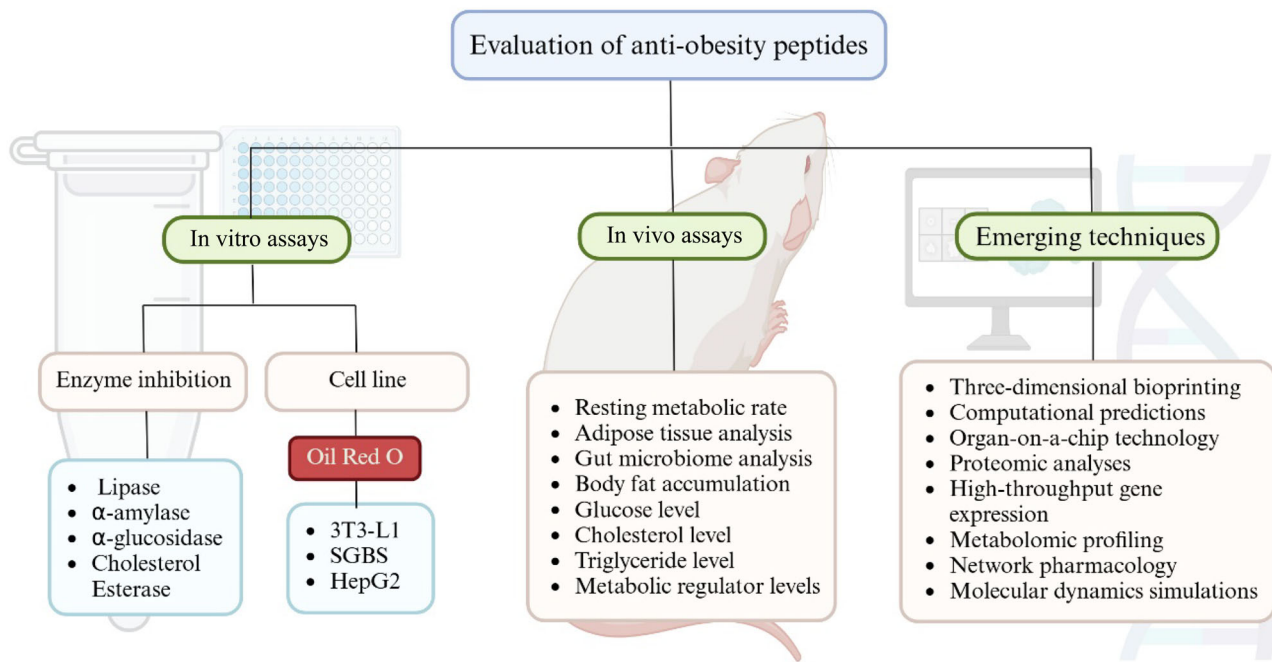 Evaluation of anti-obesity peptides
In vitro assays
In vivo assays
Emerging techniques
Enzyme inhibition
Cell line
Oil Red O
• Lipase
• α-amylase
• α-glucosidase
• Cholesterol
Esterase
• 3T3-L1
• SGBS
• HepG2
• Resting metabolic rate
• Adipose tissue analysis
• Gut microbiome analysis
• Body fat accumulation
• Glucose level
• Cholesterol level
• Triglyceride level
• Metabolic regulator levels
• Three-dimensional bioprinting
• Computational predictions
• Organ-on-a-chip technology
• Proteomic analyses
• High-throughput gene
expression
• Metabolomic profiling
• Network pharmacology
• Molecular dynamics simulations